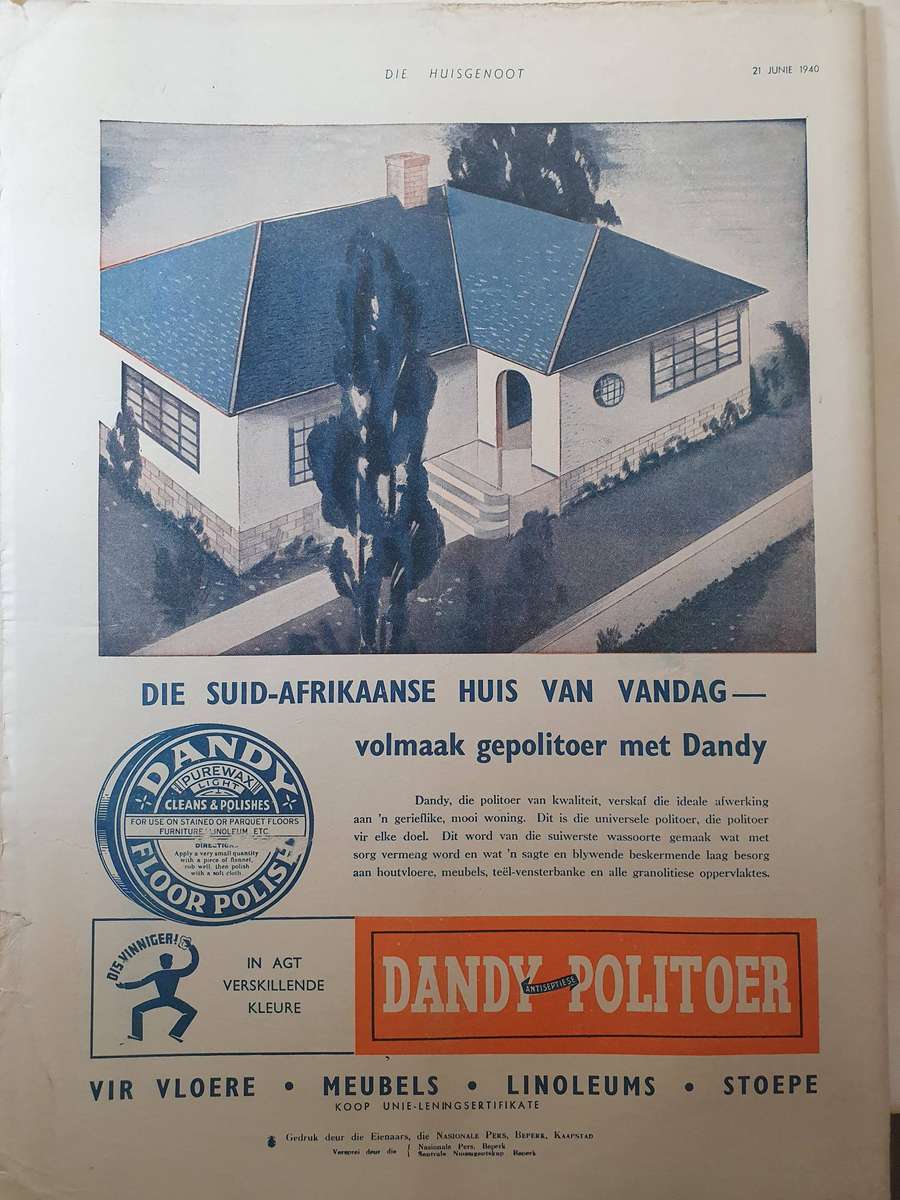 DIE HUISGENOOT
21 JUNIE 1940
DIE SUID-AFRIKAANSE HUIS VAN VANDAG—
volmaak gepolitoer met Dandy
DANDY
PUREWAX
LIGHT
CLEANS & POLISHES
FOR USE ON STAINED OR PARQUET FLOORS
FURNITURE LINOLEUM ETC.
Apply a very small quantity
with a piece of flannel,
rub well, then polish
with a soft cloth.
FLOOR POLISH
Dandy, die politoer van kwaliteit, verskaf die ideale afwerking
aan 'n gerieflike, mooi woning. Dit is die universele politoer, die politoer
vir elke doel. Dit word van die suiwerste wassoorte gemaak wat met
sorg vermeng word en wat 'n sagte en blywende beskermende laag besorg
aan houtvloere, meubels, teël-vensterbanke en alle granolitiese oppervlaktes.
DIS VINNIGER!
IN AGT
VERSKILLENDE
KLEURE
DANDY ANTISEPTIESE POLITOER
VIR VLOERE • MEUBELS • LINOLEUMS • STOEPE
KOOP UNIE-LENINGSERTIFIKATE
Gedruk deur die Eienaars, die NASIONALE PERS, BEPERK, KAAPSTAD
Versprei deur die { Nasionale Pers, Beperk
Sentrale Nuusagentskap Beperk